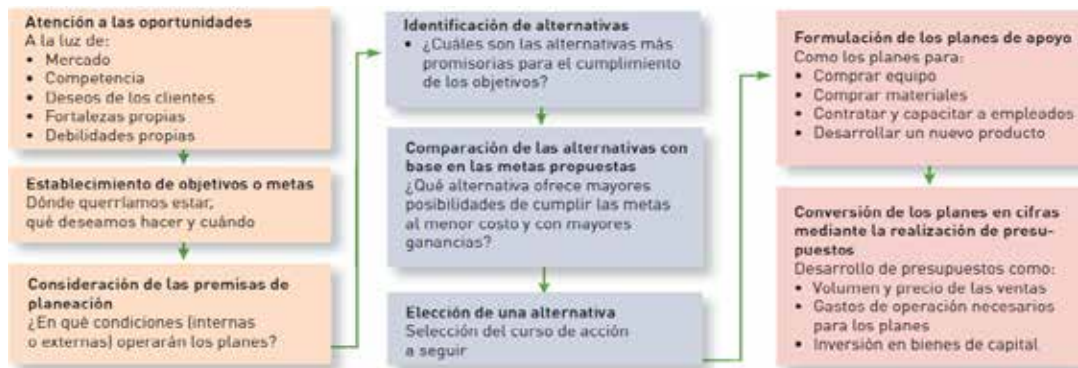 Atención a las oportunidades
A la luz de:
• Mercado
• Competencia
• Deseos de los clientes
• Fortalezas propias
• Debilidades propias
Establecimiento de objetivos o metas
Dónde querríamos estar,
qué deseamos hacer y cuándo
Consideración de las premisas de
planeación
¿En qué condiciones (internas
o externas) operarán los planes?
Identificación de alternativas
• ¿Cuáles son las alternativas más
promisorias para el cumplimiento
de los objetivos?
Comparación de las alternativas con
base en las metas propuestas
¿Qué alternativa ofrece mayores
posibilidades de cumplir las metas
al menor costo y con mayores
ganancias?
Elección de una alternativa
Selección del curso de acción
a seguir
Formulación de los planes de apoyo
Como los planes para:
• Comprar equipo
• Comprar materiales
• Contratar y capacitar a empleados
• Desarrollar un nuevo producto
Conversión de los planes en cifras
mediante la realización de presu-
puestos
Desarrollo de presupuestos como:
• Volumen y precio de las ventas
• Gastos de operación necesarios
para los planes
• Inversión en bienes de capital